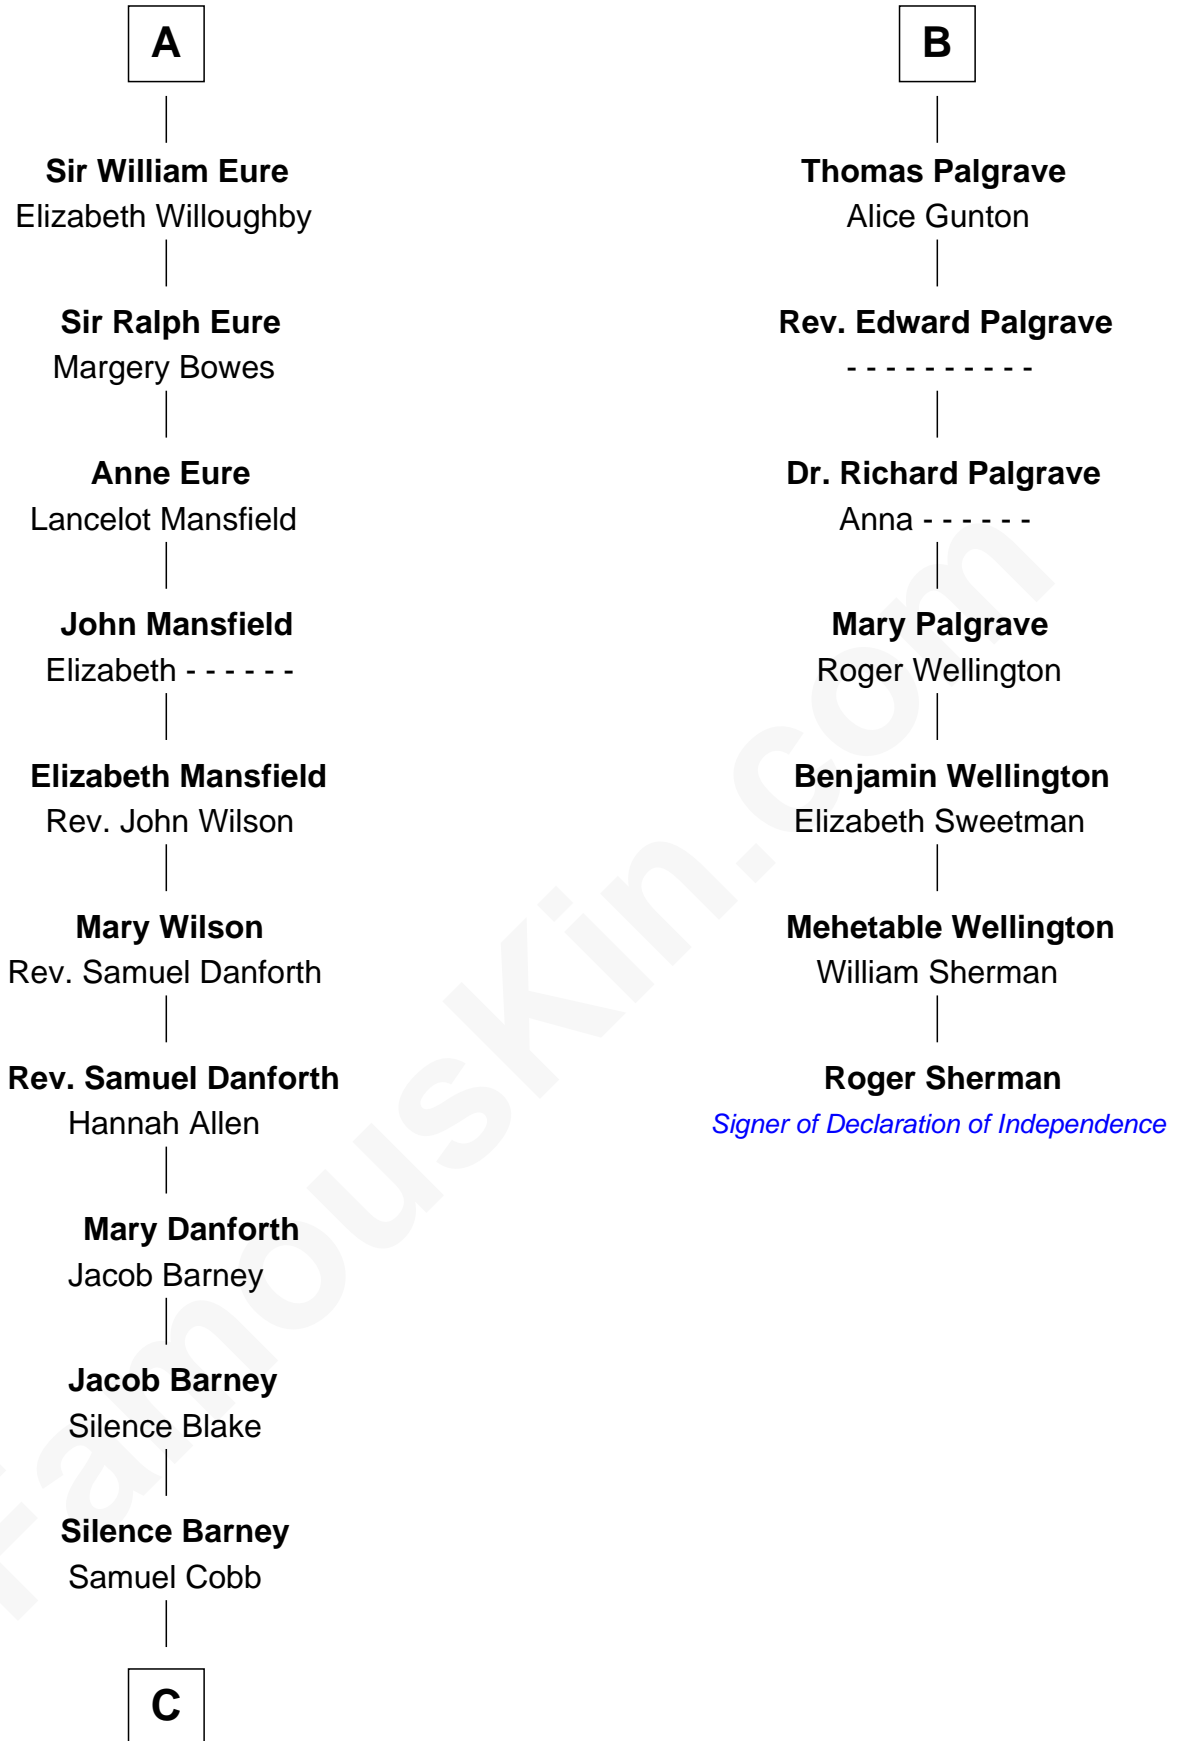 A
Sir William Eure
Elizabeth Willoughby
Sir Ralph Eure
Margery Bowes
Anne Eure
Lancelot Mansfield
John Mansfield
Elizabeth - - - - - -
Elizabeth Mansfield
Rev. John Wilson
Mary Wilson
Rev. Samuel Danforth
Rev. Samuel Danforth
Hannah Allen
Mary Danforth
Jacob Barney
Jacob Barney
Silence Blake
Silence Barney
Samuel Cobb
C
B
Thomas Palgrave
Alice Gunton
Rev. Edward Palgrave
- - - - - - - - - -
Dr. Richard Palgrave
Anna - - - - - -
Mary Palgrave
Roger Wellington
Benjamin Wellington
Elizabeth Sweetman
Mehetable Wellington
William Sherman
Roger Sherman
Signer of Declaration of Independence
FamousKin.com